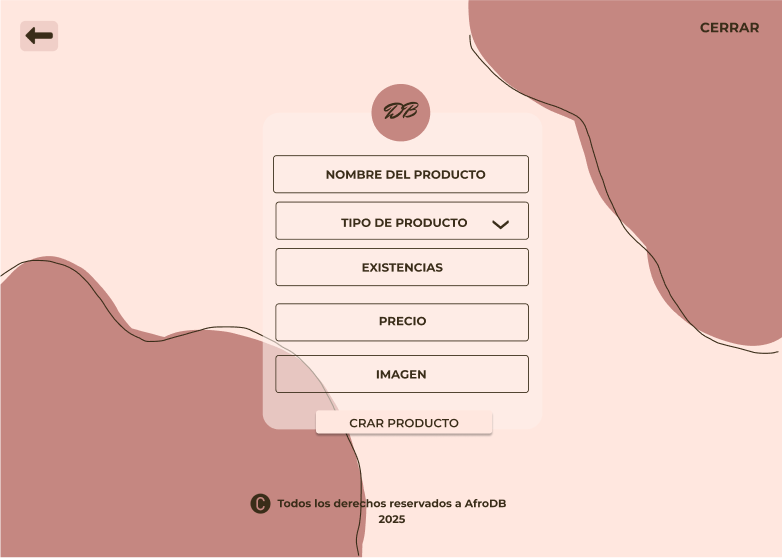 CERRAR
DB
NOMBRE DEL PRODUCTO
TIPO DE PRODUCTO
EXISTENCIAS
PRECIO
IMAGEN
CRAR PRODUCTO
C Todos los derechos reservados a AfroDB
2025